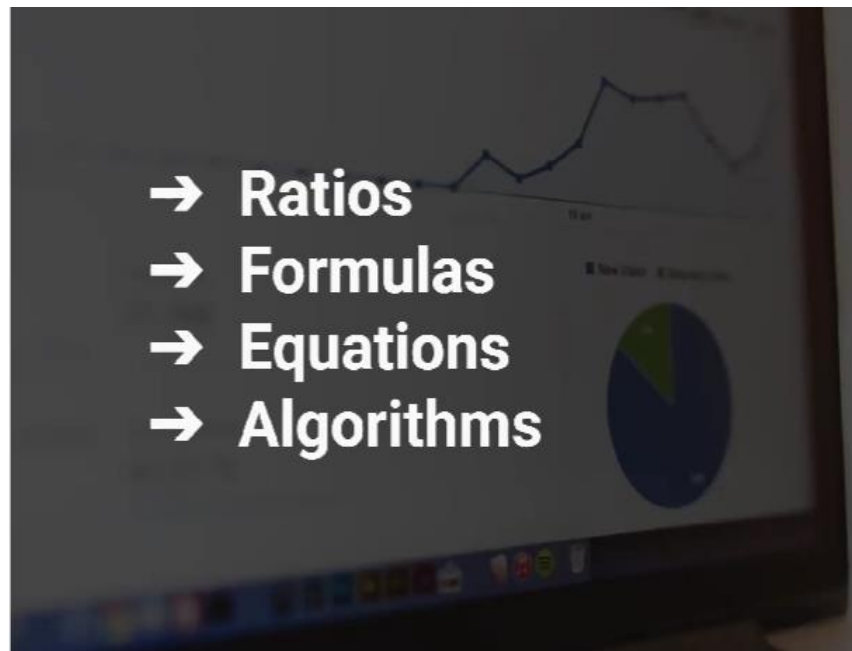 ➔ Ratios
➔ Formulas
➔ Equations
➔ Algorithms